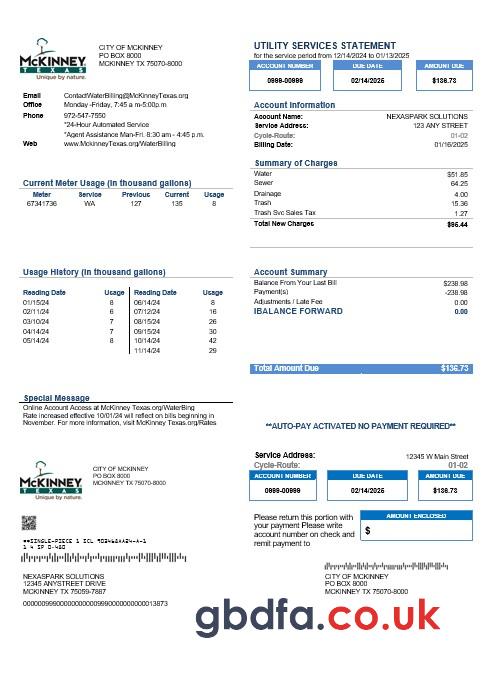 McKINNEY
TEXAS
Unique by nature.
CITY OF MCKINNEY
PO BOX 8000
MCKINNEY TX 75070-8000
Email ContactWaterBilling@McKinneyTexas.org
Office Monday -Friday, 7:45 a m-5:00p.m
Phone 972-547-7550
*24-Hour Automated Service
*Agent Assistance Man-Fri. 8:30 am - 4:45 p.m.
Web www.McKinneyTexas.org/WaterBilling
UTILITY SERVICES STATEMENT
for the service period from 12/14/2024 to 01/13/2025
ACCOUNT NUMBER DUE DATE AMOUNT DUE
0999-00999 02/14/2025 $136.73
Account Information
Account Name: NEXASPARK SOLUTIONS
Service Address: 123 ANY STREET
Cycle-Route: 01-02
Billing Date: 01/16/2025
Summary of Charges
Water $51.85
Sewer 64.25
Drainage 4.00
Trash 15.36
Trash Svc Sales Tax 1.27
Total New Charges $96.44
Current Meter Usage (In thousand gallons)
Meter Service Previous Current Usage
67341736 WA 127 135 8
Usage History (In thousand gallons)
Reading Date Usage Reading Date Usage
01/15/24 8 06/14/24 8
02/11/24 6 08/12/24 16
03/10/24 7 08/11/24 26
04/14/24 7 09/15/24 30
05/14/24 8 10/14/24 42
11/14/24 29
Account Summary
Balance From Your Last Bill $238.98
Payment(s) -238.98
Adjustments / Late Fee 0.00
IBALANCE FORWARD 0.00
Total Amount Due $136.73
Special Message
Online Account Access at McKinney Texas.org/WaterBing
Rate increased effective 10/01/24 will reflect on bills beginning in
November. For more information, visit McKinney Texas.org/Rates
**AUTO-PAY ACTIVATED NO PAYMENT REQUIRED**
McKINNEY
TEXAS
Unique by nature.
CITY OF MCKINNEY
PO BOX 8000
MCKINNEY TX 75070-8000
Service Address: 12345 W Main Street
Cycle-Route: 01-02
ACCOUNT NUMBER DUE DATE AMOUNT DUE
0999-00999 02/14/2025 $136.73
Please return this portion with
your payment Please write
account number on check and
remit payment to
AMOUNT ENCLOSED
$
**SINGLE-PIECE 1 SCL
NEXASPARK SOLUTIONS
12345 ANYSTREET DRIVE
MCKINNEY TX 75059-7887
CITY OF MCKINNEY
PO BOX 8000
MCKINNEY TX 75070-8000
gbdfa.co.uk